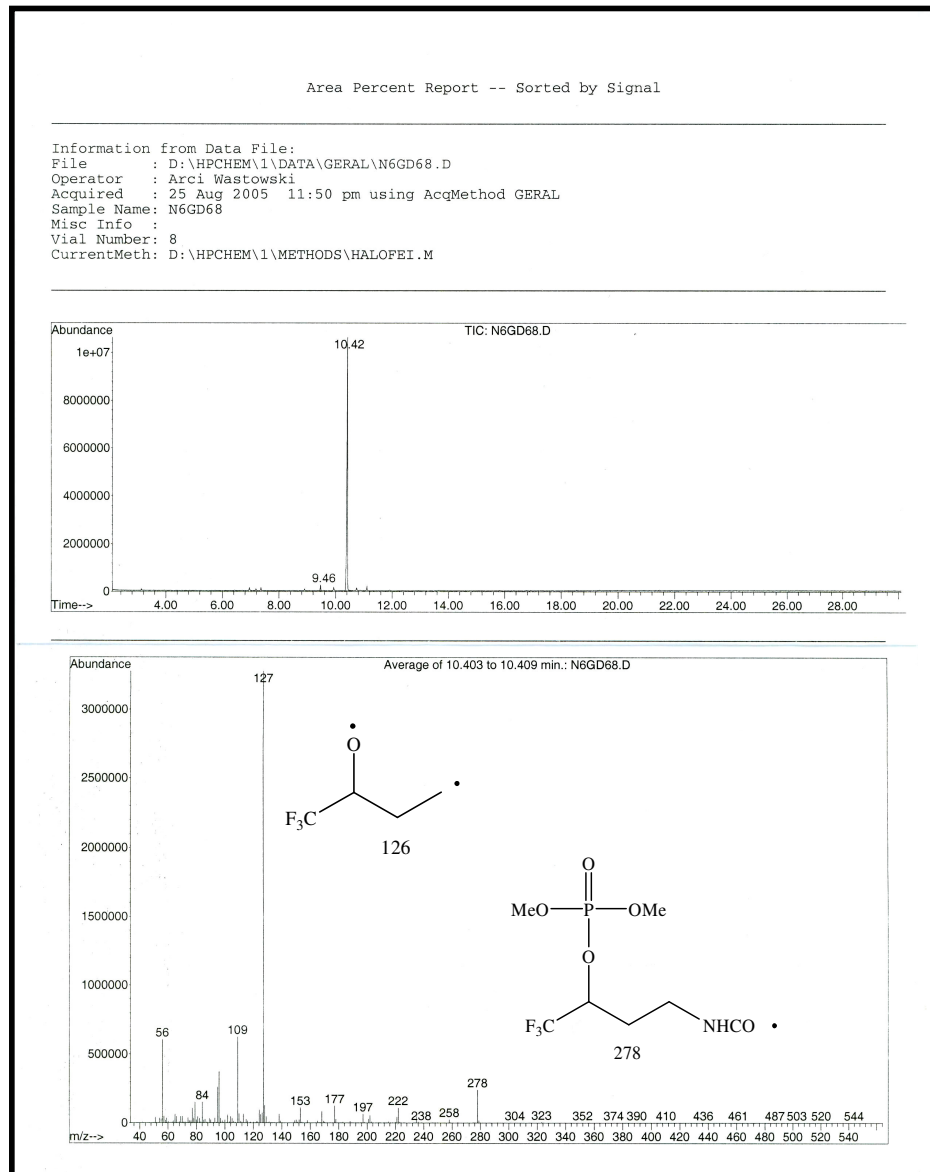 Area Percent Report -- Sorted by Signal
Information from Data File:
File : D:\HPCHEM\1\DATA\GERAL\N6GD68.D
Operator : Arci Wastowski
Acquired : 25 Aug 2005 11:50 pm using AcqMethod GERAL
Sample Name: N6GD68
Misc Info :
Vial Number: 8
CurrentMeth: D:\HPCHEM\1\METHODS\HALOFEI.M
Abundance
TIC: N6GD68.D
1e+07
10.42
8000000
6000000
4000000
2000000
9.46
0
Time-->
4.00 6.00 8.00 10.00 12.00 14.00 16.00 18.00 20.00 22.00 24.00 26.00 28.00
Abundance
Average of 10.403 to 10.409 min.: N6GD68.D
127
3000000
O
2500000
F3C
126
2000000
O
MeO P OMe
1500000
O
1000000
F3C NHCO
278
56 109
500000
84 153 177 197 222 238 258 278 304 323 352 374 390 410 436 461 487 503 520 544
0
m/z-->
40 60 80 100 120 140 160 180 200 220 240 260 280 300 320 340 360 380 400 420 440 460 480 500 520 540